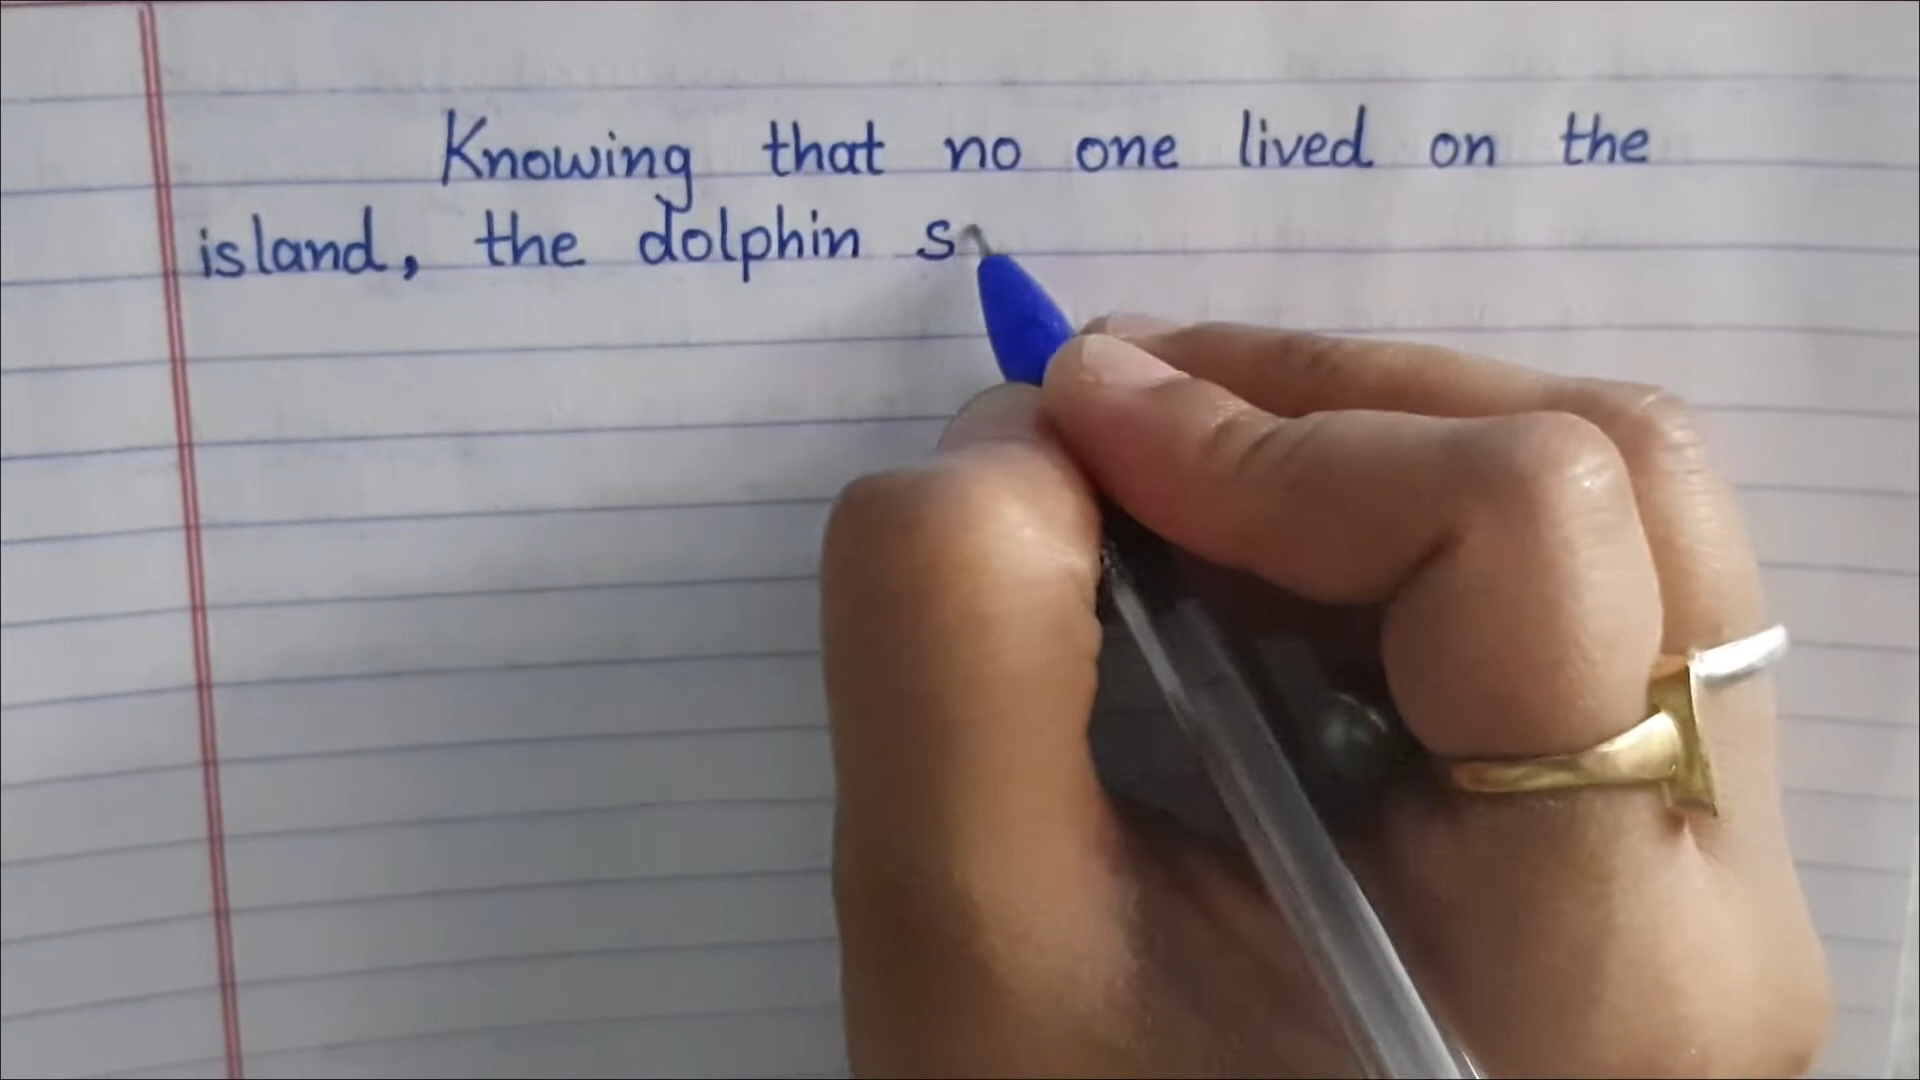 Knowing that no one lived on the
island, the dolphin s